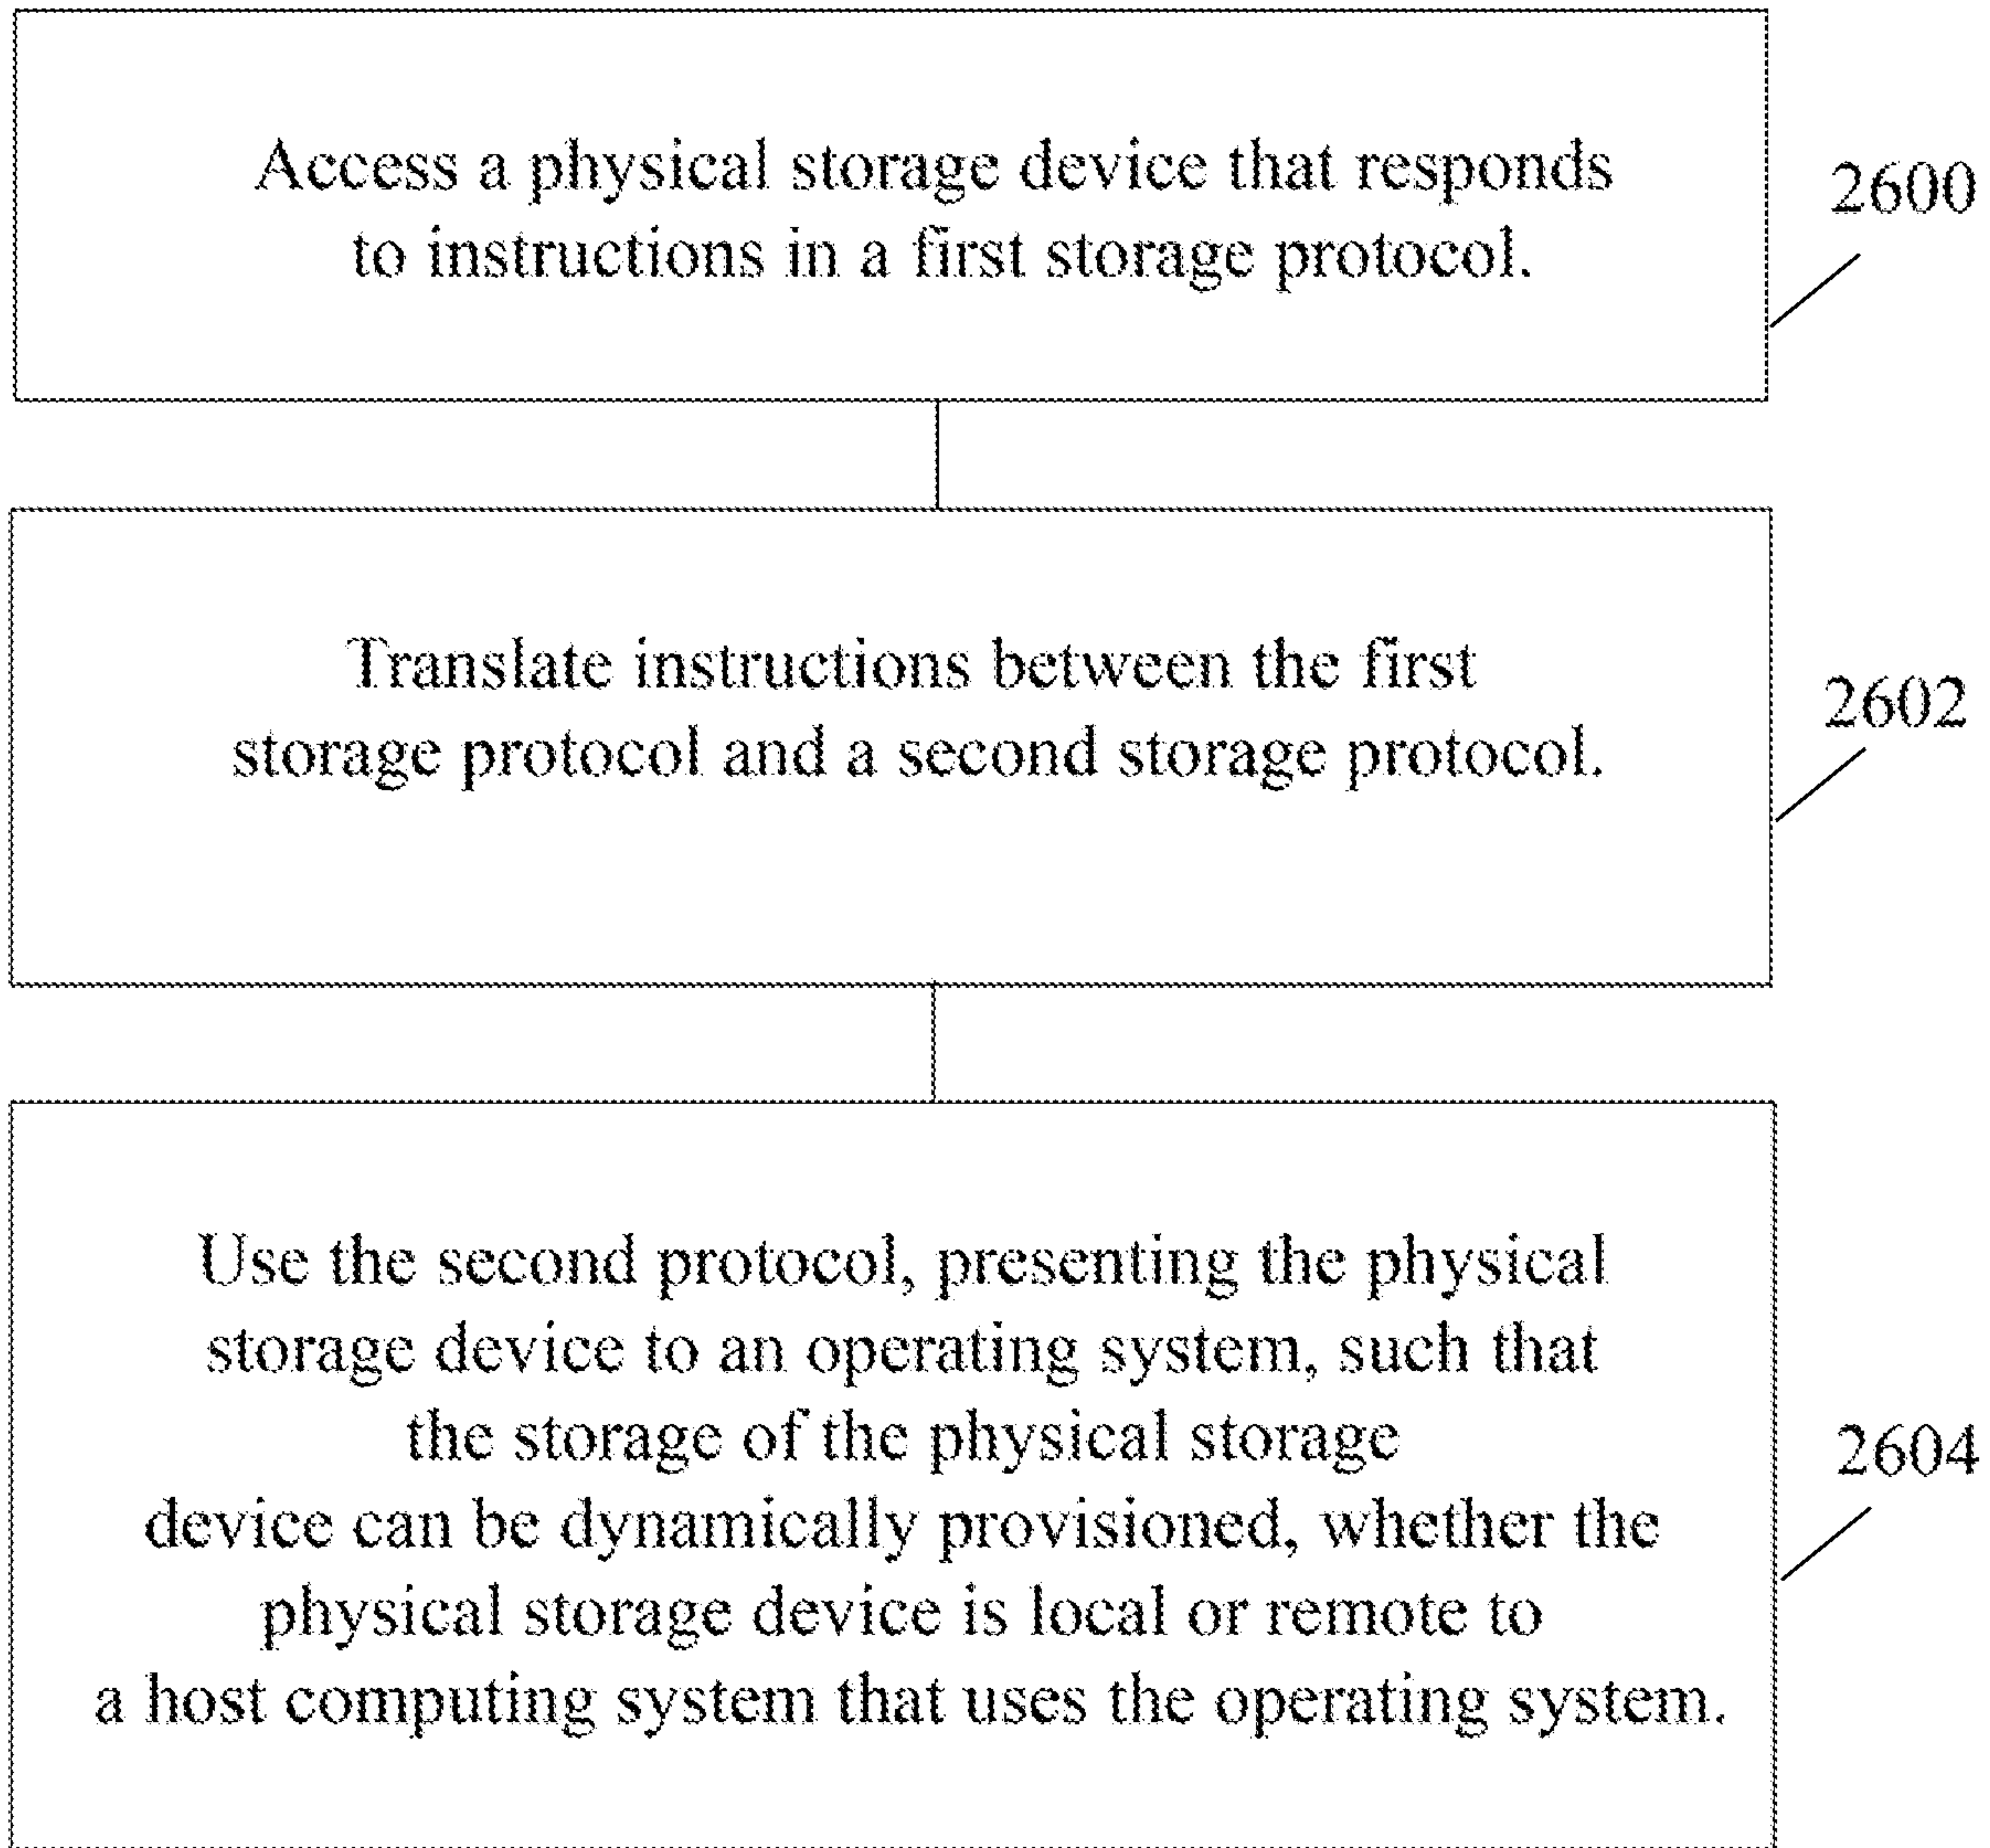 Access a physical storage device that responds
to instructions in a first storage protocol.
2600
Translate instructions between the first
storage protocol and a second storage protocol.
2602
Use the second protocol, presenting the physical
storage device to an operating system, such that
the storage of the physical storage
device can be dynamically provisioned, whether the
physical storage device is local or remote to
a host computing system that uses the operating system.
2604